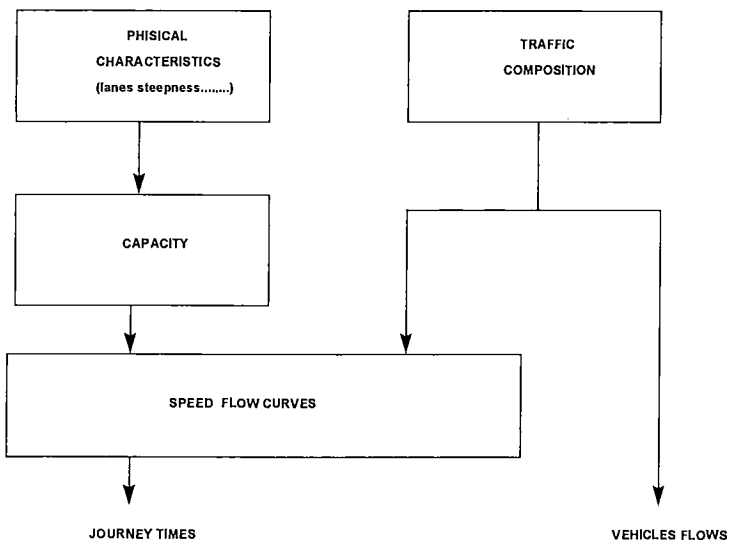 PHISICAL
CHARACTERISTICS
(lanes steepness........)
TRAFFIC
COMPOSITION
CAPACITY
SPEED FLOW CURVES
JOURNEY TIMES
VEHICLES FLOWS